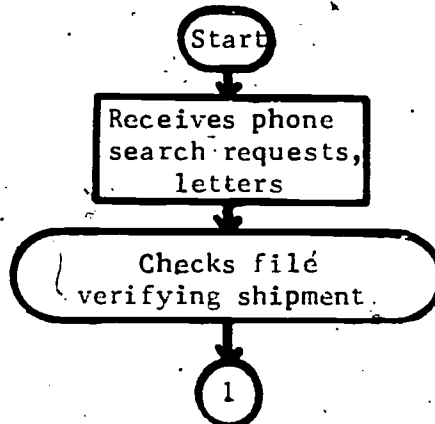 Start
Receives phone
search requests,
letters
Checks file
verifying shipment
1